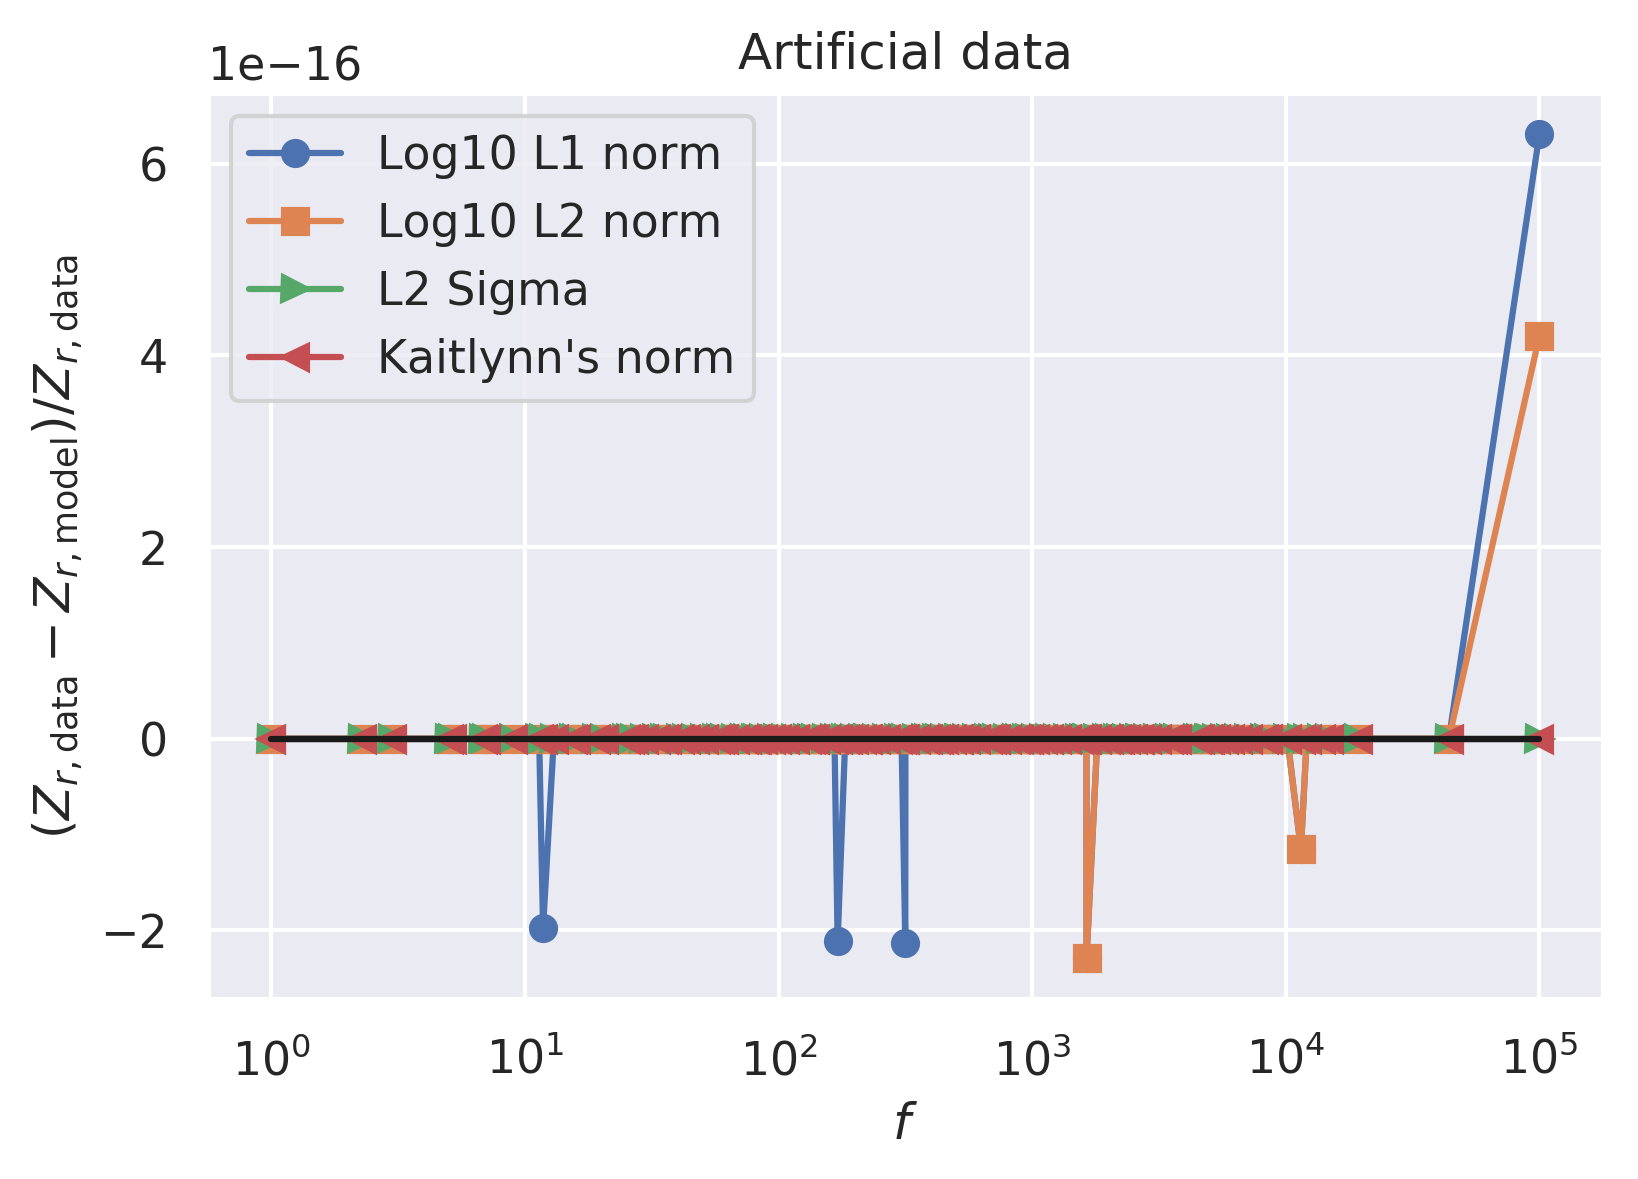 Artificial data
1e−16
Log10 L1 norm
Log10 L2 norm
L2 Sigma
Kaitlynn's norm
6
4
2
0
−2
(Z_{r, data} − Z_{r, model})/Z_{r, data}
10^0 10^1 10^2 10^3 10^4 10^5
f